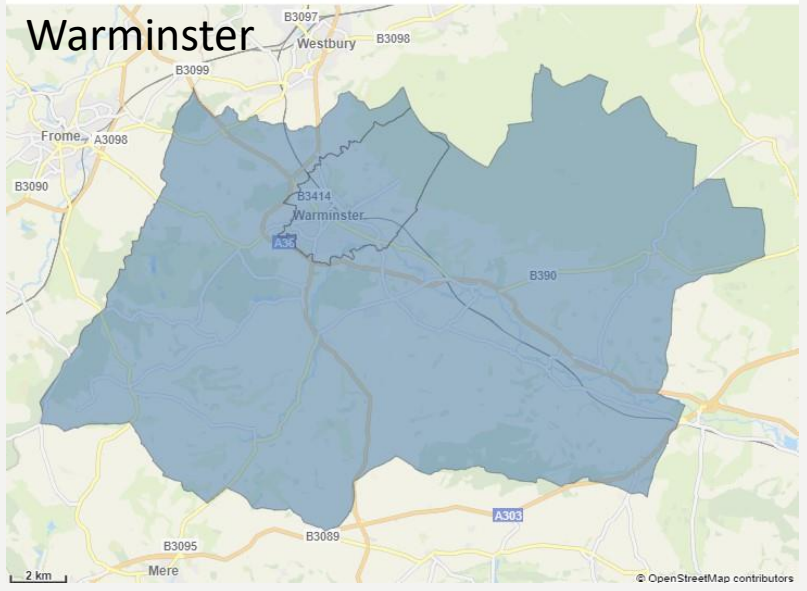 Warminster
B3097
Westbury
B3098
B3099
Frome
A3098
B3090
B3414
Warminster
A36
B390
A303
B3089
B3095
Mere
2 km
© OpenStreetMap contributors